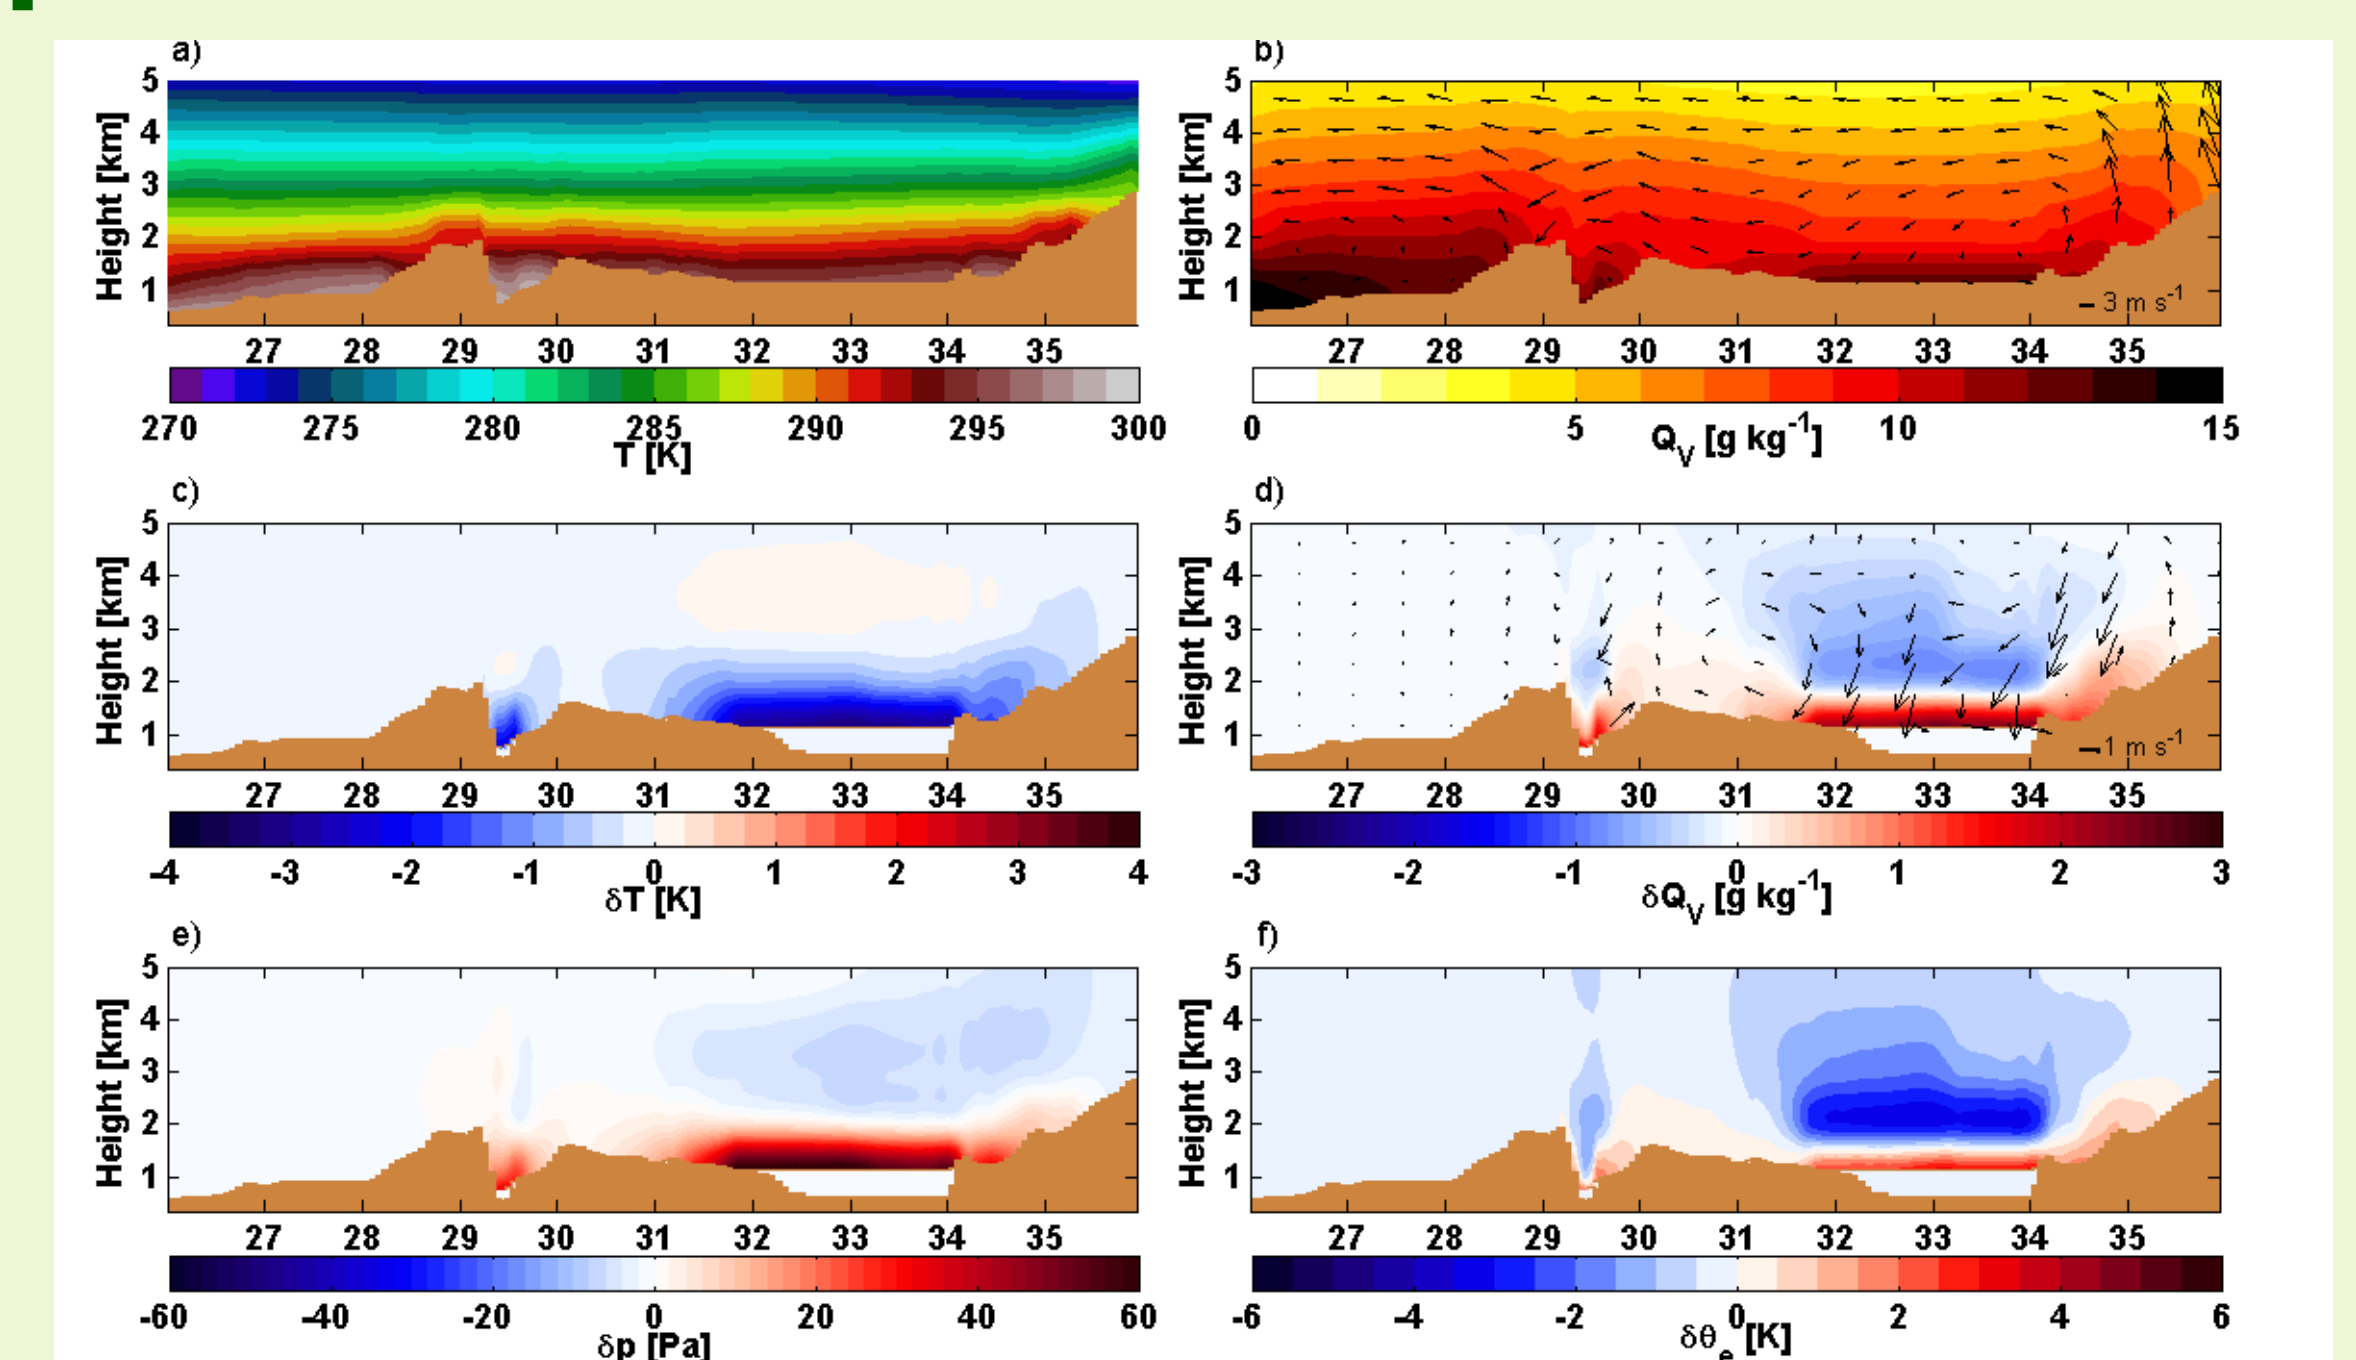 a)
Height [km]
5
4
3
2
1
27 28 29 30 31 32 33 34 35
270 275 280 285 290 295 300
T [K]
b)
Height [km]
5
4
3
2
1
3 m s-1
27 28 29 30 31 32 33 34 35
0 5 10 15
QV [g kg-1]
c)
Height [km]
5
4
3
2
1
27 28 29 30 31 32 33 34 35
-4 -3 -2 -1 0 1 2 3 4
δT [K]
d)
Height [km]
5
4
3
2
1
1 m s-1
27 28 29 30 31 32 33 34 35
-3 -2 -1 0 1 2 3
δQV [g kg-1]
e)
Height [km]
5
4
3
2
1
27 28 29 30 31 32 33 34 35
-60 -40 -20 0 20 40 60
δp [Pa]
f)
Height [km]
5
4
3
2
1
27 28 29 30 31 32 33 34 35
-6 -4 -2 0 2 4 6
δθe [K]